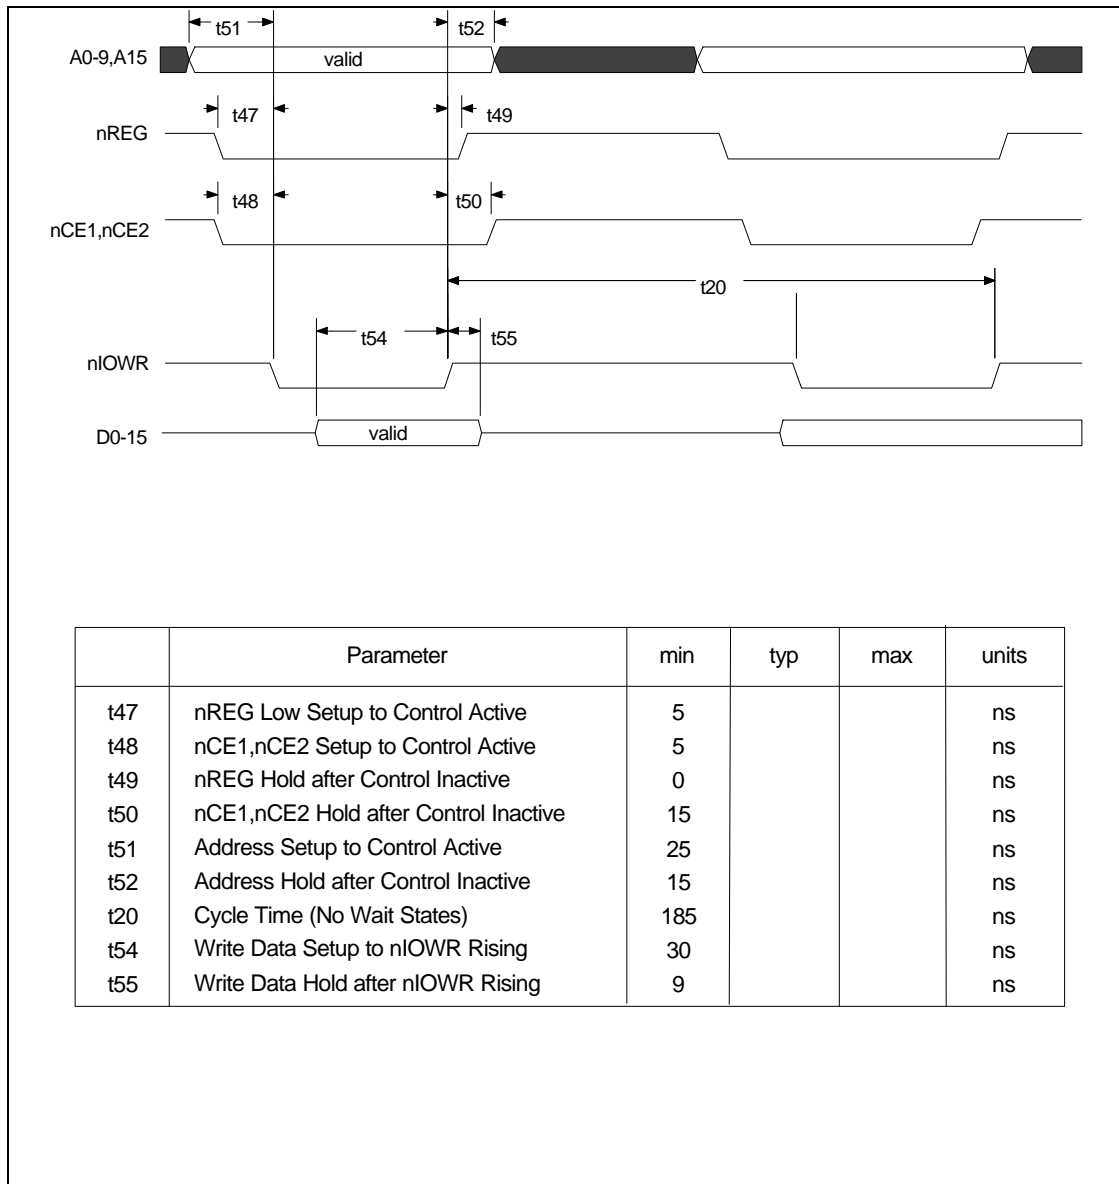 t51 t52
A0-9,A15 valid
t47 t49
nREG
t48 t50
nCE1,nCE2
t20
t54 t55
nIOWR
D0-15 valid
Parameter min typ max units
t47 nREG Low Setup to Control Active 5 ns
t48 nCE1,nCE2 Setup to Control Active 5 ns
t49 nREG Hold after Control Inactive 0 ns
t50 nCE1,nCE2 Hold after Control Inactive 15 ns
t51 Address Setup to Control Active 25 ns
t52 Address Hold after Control Inactive 15 ns
t20 Cycle Time (No Wait States) 185 ns
t54 Write Data Setup to nIOWR Rising 30 ns
t55 Write Data Hold after nIOWR Rising 9 ns